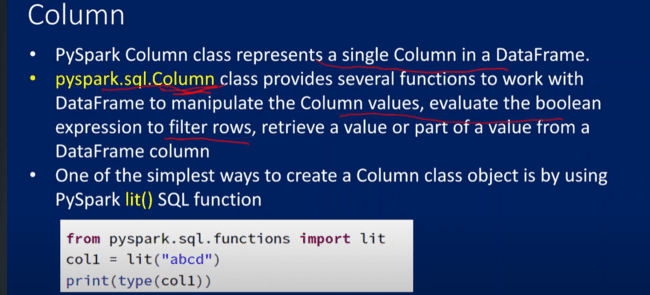 Column
• PySpark Column class represents a single Column in a DataFrame.
• pyspark.sql.Column class provides several functions to work with
DataFrame to manipulate the Column values, evaluate the boolean
expression to filter rows, retrieve a value or part of a value from a
DataFrame column
• One of the simplest ways to create a Column class object is by using
PySpark lit() SQL function
from pyspark.sql.functions import lit
col1 = lit("abcd")
print(type(col1))